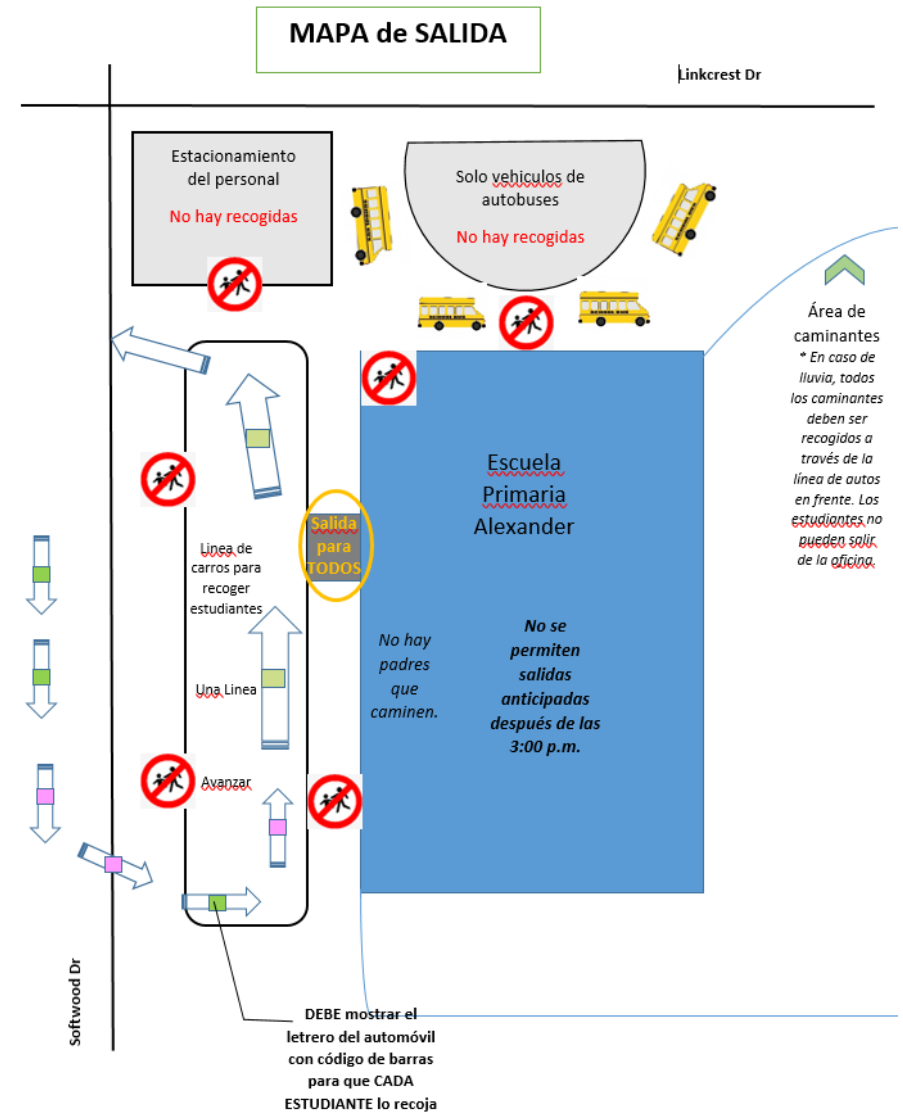 MAPA de SALIDA
Linkcrest Dr
Estacionamiento
del personal
No hay recogidas
Solo vehiculos de
autobuses
No hay recogidas
Área de
caminantes
* En caso de
lluvia, todos
los caminantes
deben ser
recogidos a
través de la
línea de autos
en frente. Los
estudiantes no
pueden salir
de la oficina.
Escuela
Primaria
Alexander
Salida
para
TODOS
Linea de
carros para
recoger
estudiantes
Una Linea
Avanzar
No hay
padres
que
caminen.
No se
permiten
salidas
anticipadas
después de las
3:00 p.m.
Softwood Dr
DEBE mostrar el
letrero del automóvil
con código de barras
para que CADA
ESTUDIANTE lo recoja